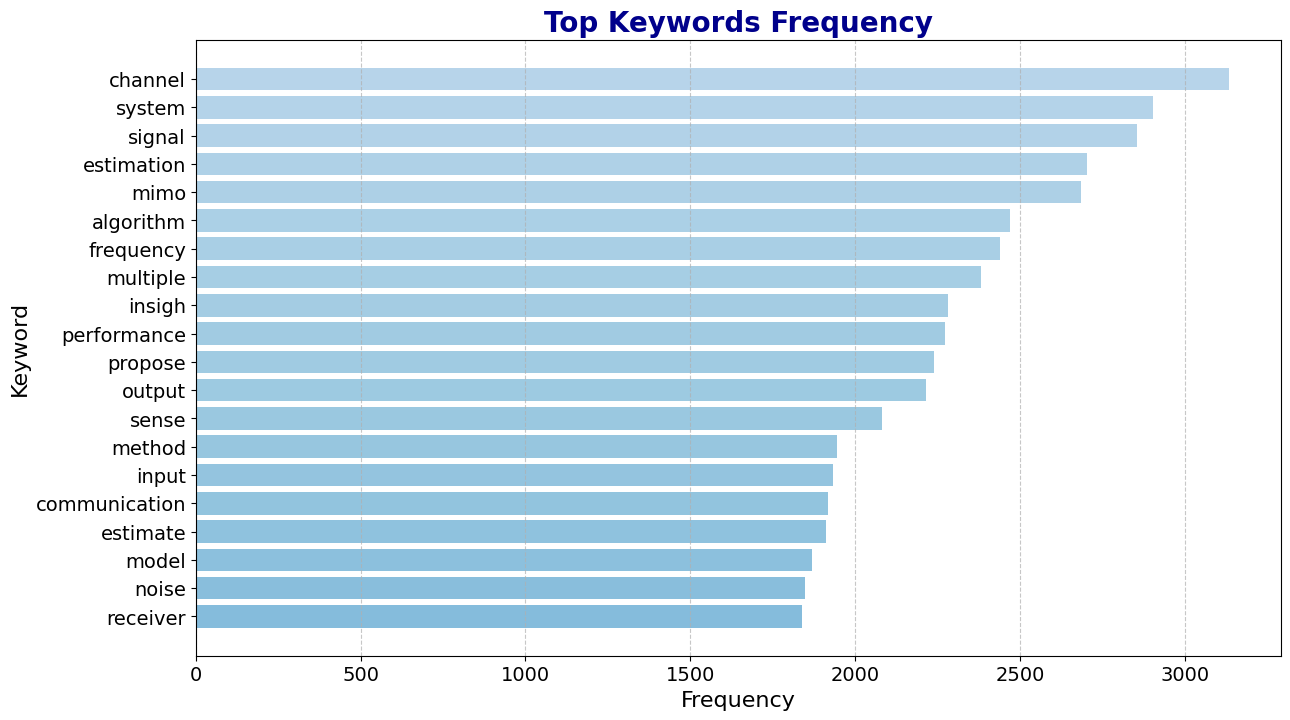 Top Keywords Frequency
Keyword
channel
system
signal
estimation
mimo
algorithm
frequency
multiple
insigh
performance
propose
output
sense
method
input
communication
estimate
model
noise
receiver
0 500 1000 1500 2000 2500 3000
Frequency